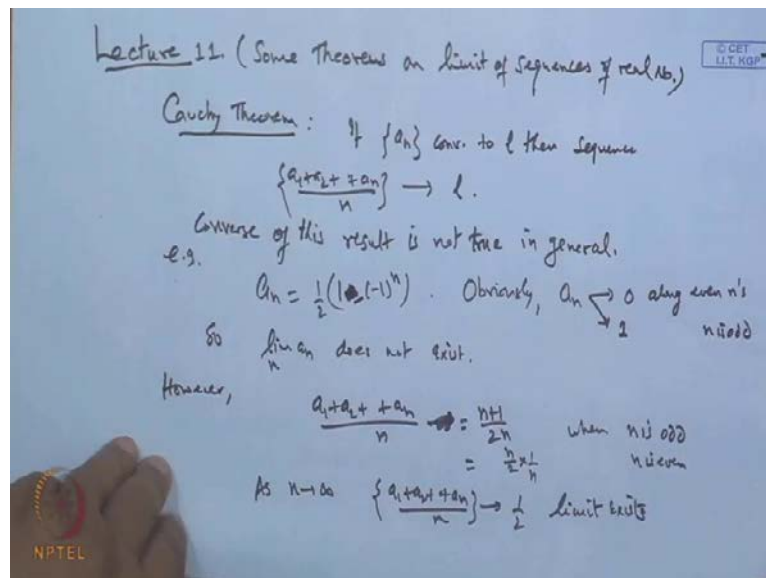 Lecture 11. (Some Theorems on limit of sequences of real no.)
© CET
I.I.T. KGP
Cauchy Theorem : If {an} conv. to l then sequence
{a1+a2+ +an / n} → l.
Converse of this result is not true in general.
e.g.
an = 1/2 (1 (-1)^n) . Obviously, an → 0 along even n's
→ 1 n is odd
So lim n an does not exist.
However,
a1+a2+ +an / n = n+1 / 2n when n is odd
= n/2 × 1/n n is even
As n→∞ {a1+a2+ +an / n} → 1/2 limit exists
NPTEL